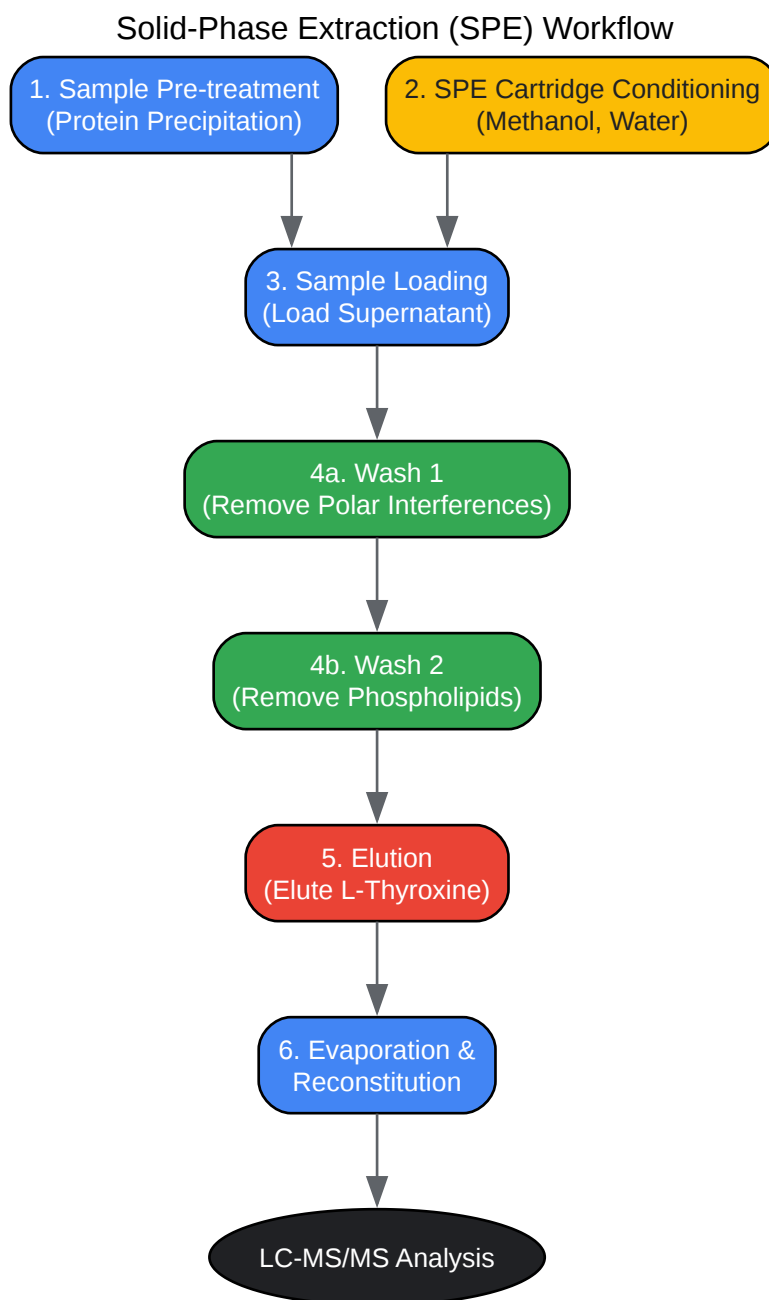 Solid-Phase Extraction (SPE) Workflow
1. Sample Pre-treatment
(Protein Precipitation)
2. SPE Cartridge Conditioning
(Methanol, Water)
3. Sample Loading
(Load Supernatant)
4a. Wash 1
(Remove Polar Interferences)
4b. Wash 2
(Remove Phospholipids)
5. Elution
(Elute L-Thyroxine)
6. Evaporation &
Reconstitution
LC-MS/MS Analysis